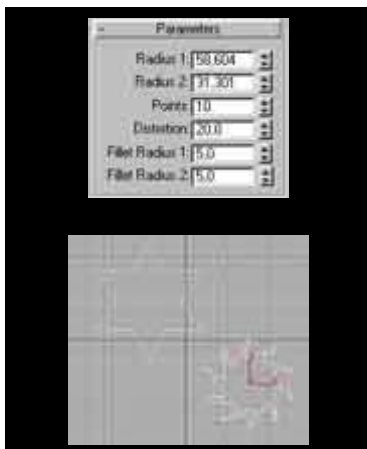 - Parameters
Radius 1: 58.604
Radius 2: 31.301
Points: 10
Distortion: 20.0
Fillet Radius 1: 5.0
Fillet Radius 2: 5.0